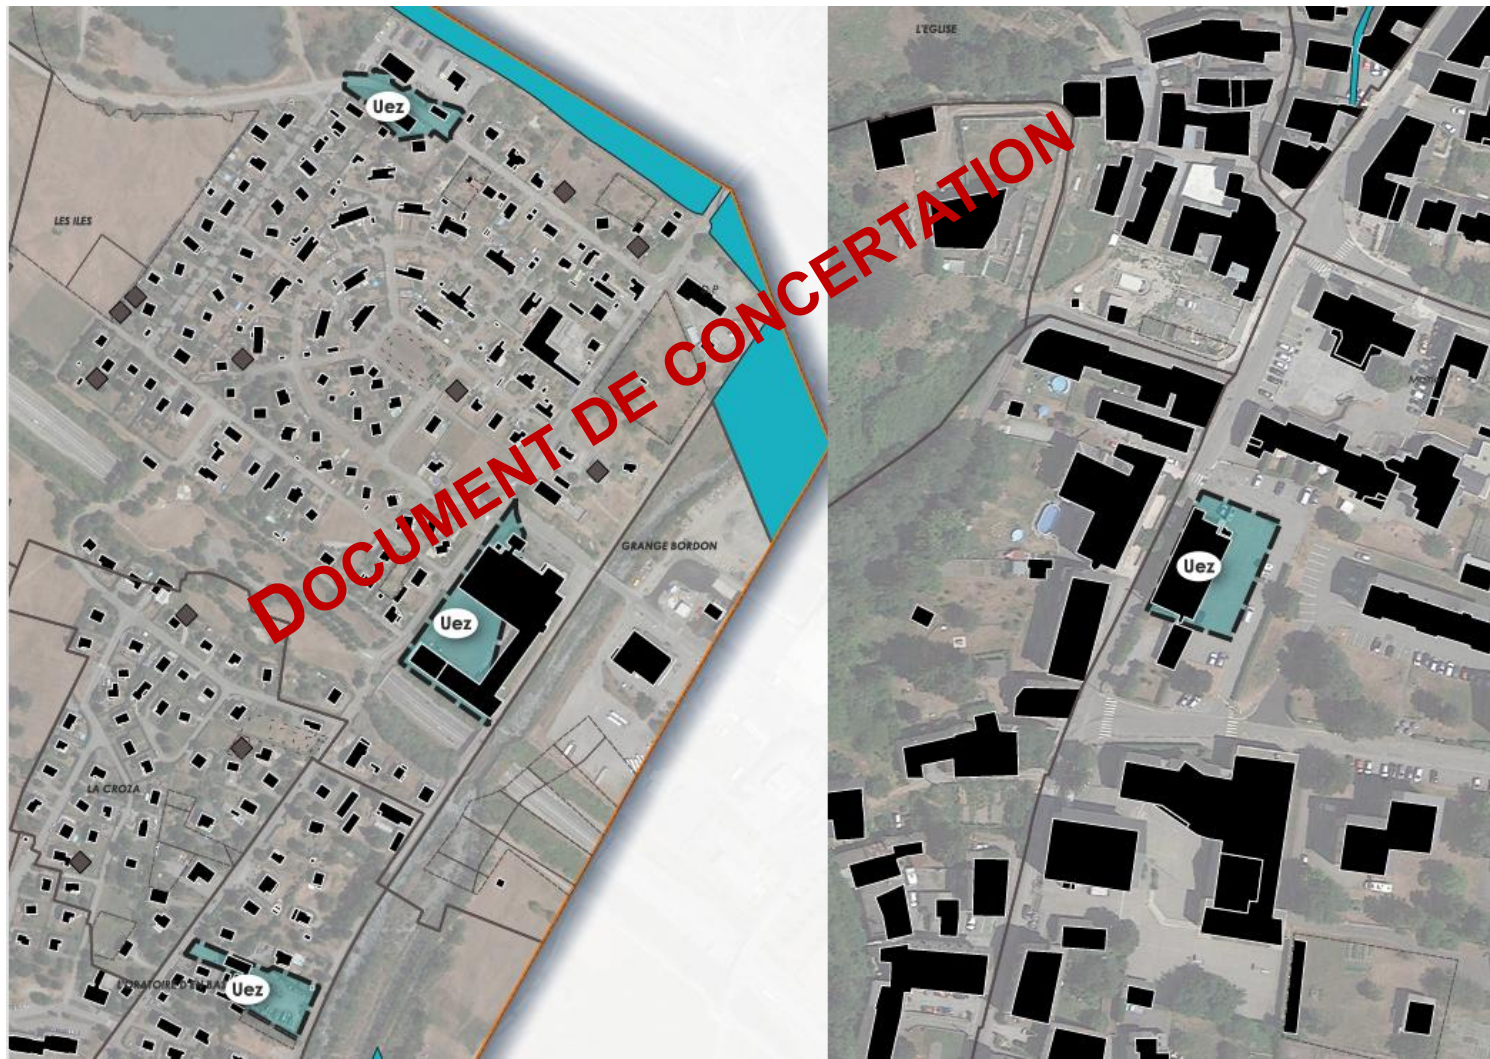 L'EGLISE
Uez
LES ILES
DOCUMENT DE CONCERTATION
GRANGE BORDON
Uez
Uez
LA CROZA
Uez